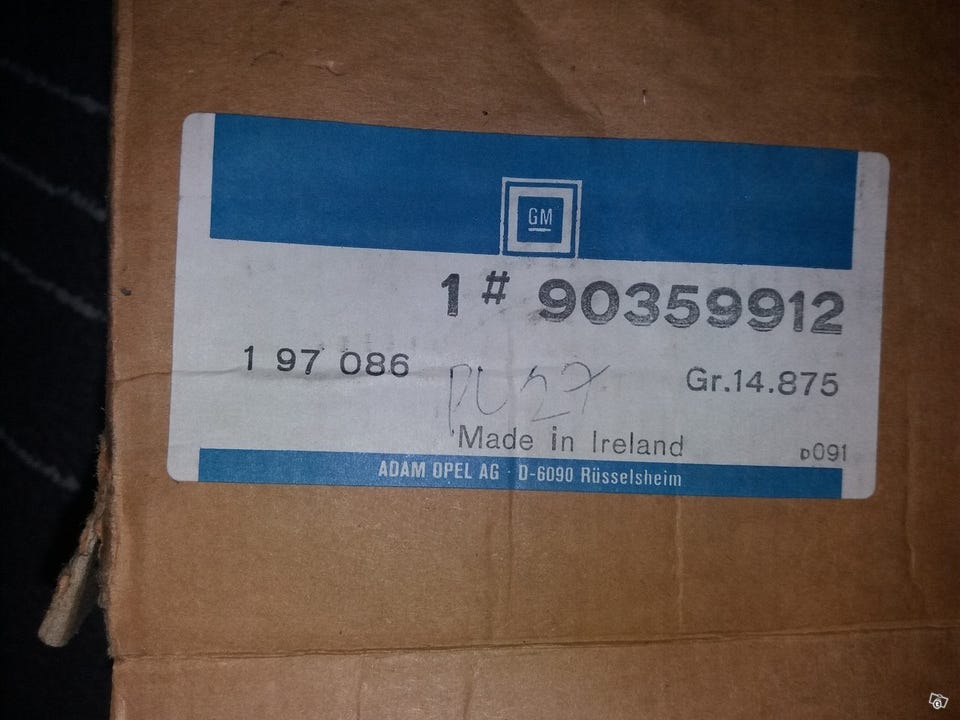 GM
1 # 90359912
1 97 086
Gr.14.875
Made in Ireland
D091
ADAM OPEL AG · D-6090 Rüsselsheim